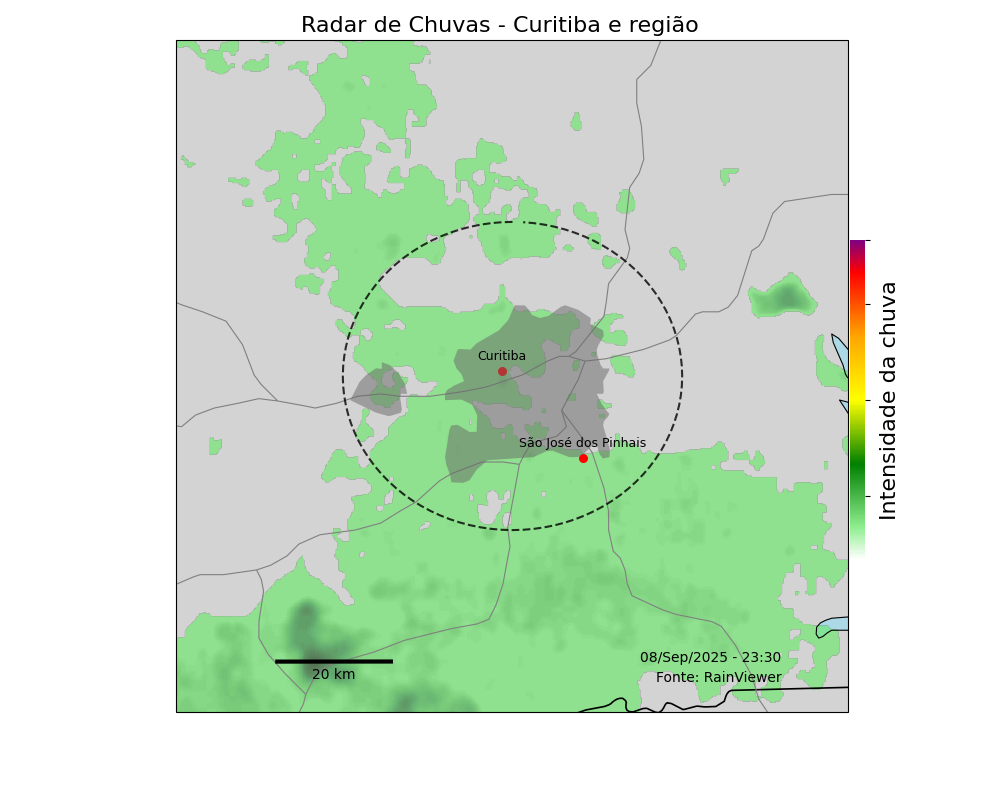 Radar de Chuvas - Curitiba e região
Curitiba
São José dos Pinhais
Intensidade da chuva
08/Sep/2025 - 23:30
Fonte: RainViewer
20 km